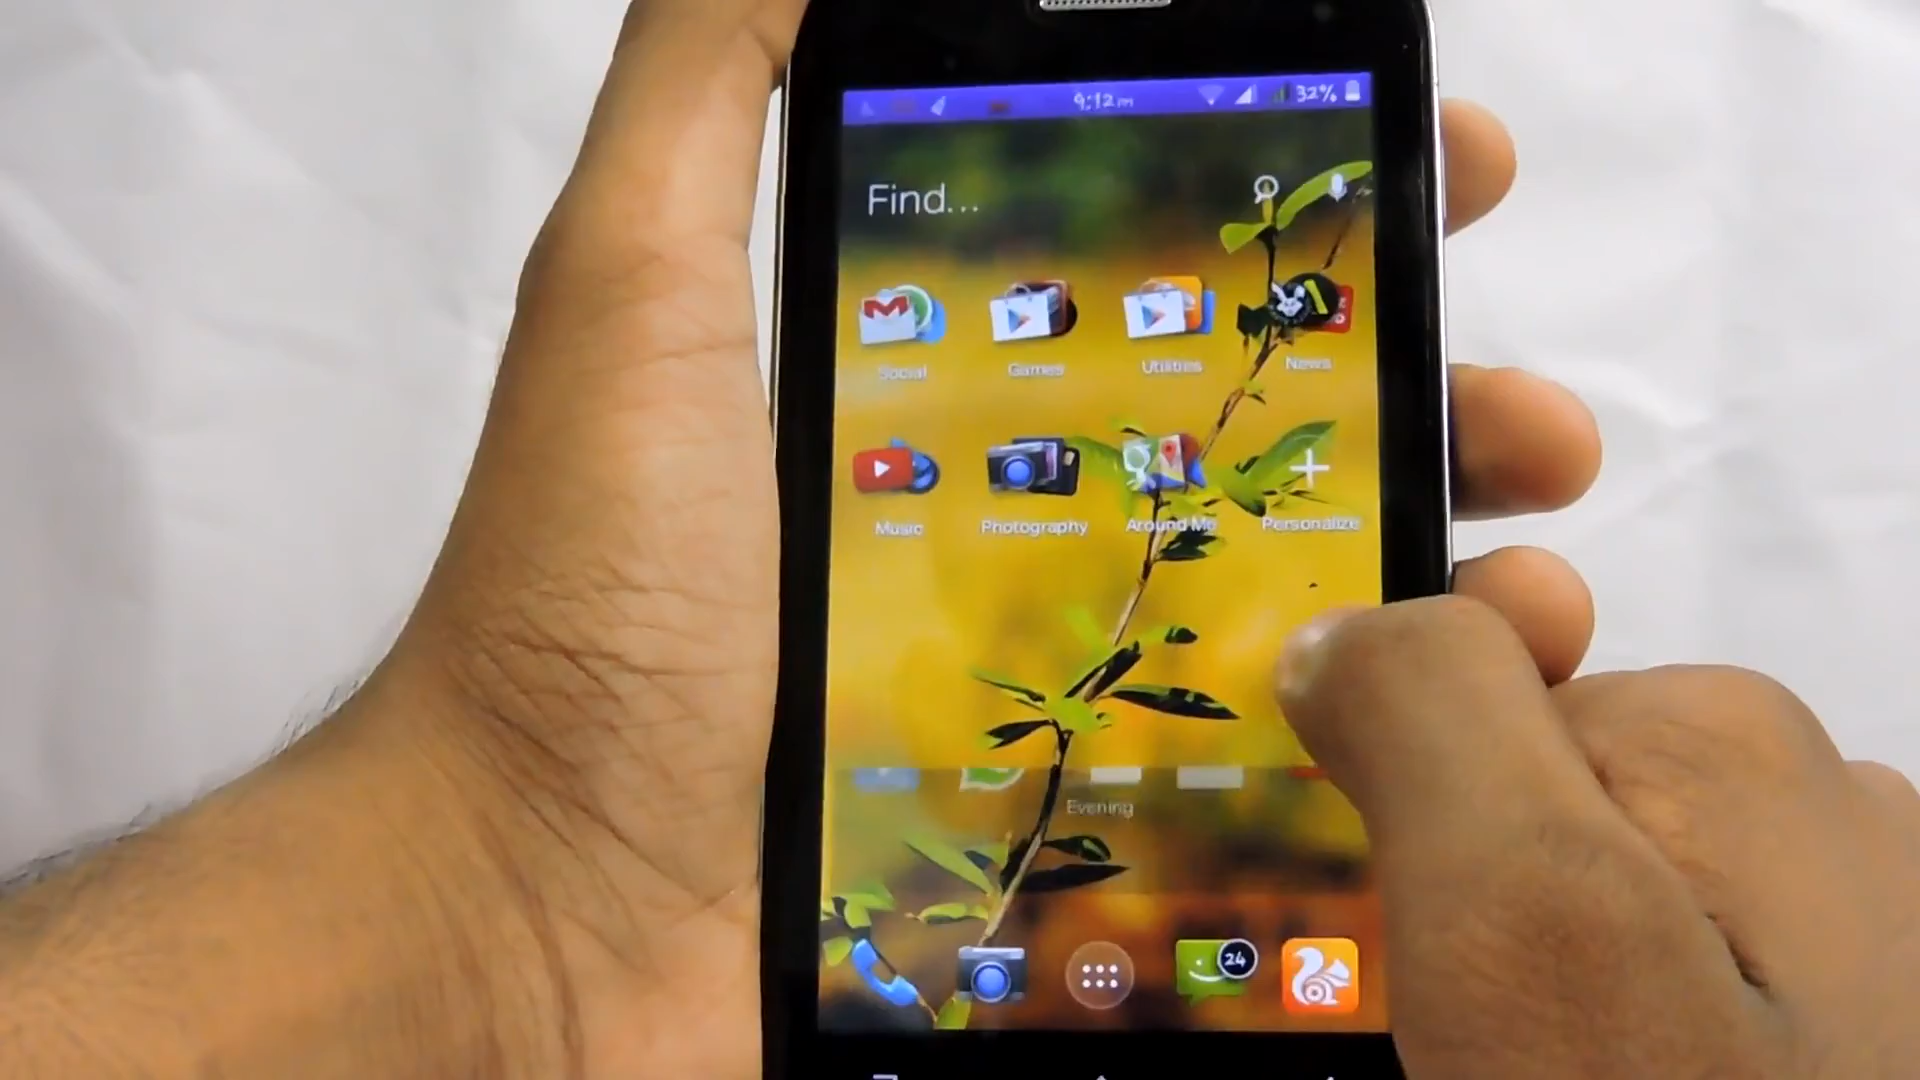 9:12 PM 32%
Find...
Social Games Utilities News
Music Photography Around Me Personalize
Evening
24